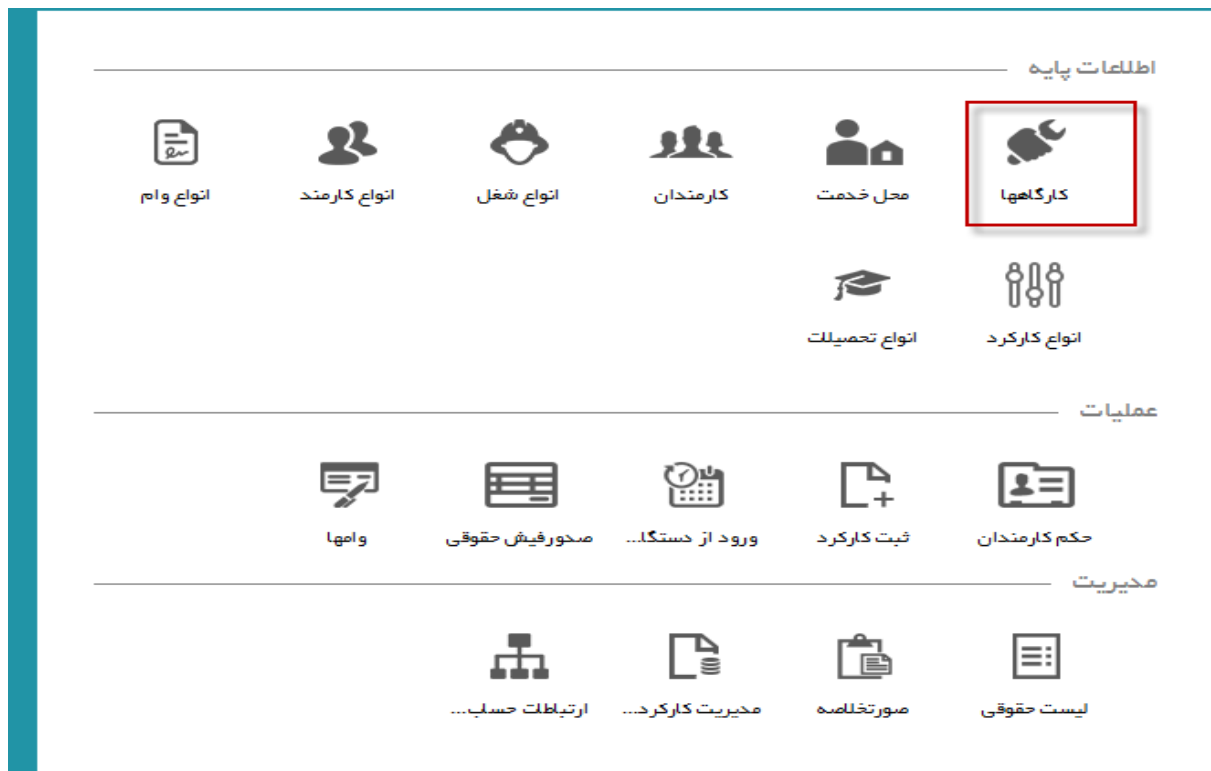 اطلاعات پایه
کارگاهها
محل خدمت
کارمندان
انواع شغل
انواع کارمند
انواع وام
انواع کارکرد
انواع تحصیلات
عملیات
حکم کارمندان
ثبت کارکرد
ورود از دستگا...
صدورفیش حقوقی
وامها
مدیریت
لیست حقوقی
صورتخلاصه
مدیریت کارکرد...
ارتباطات حساب...